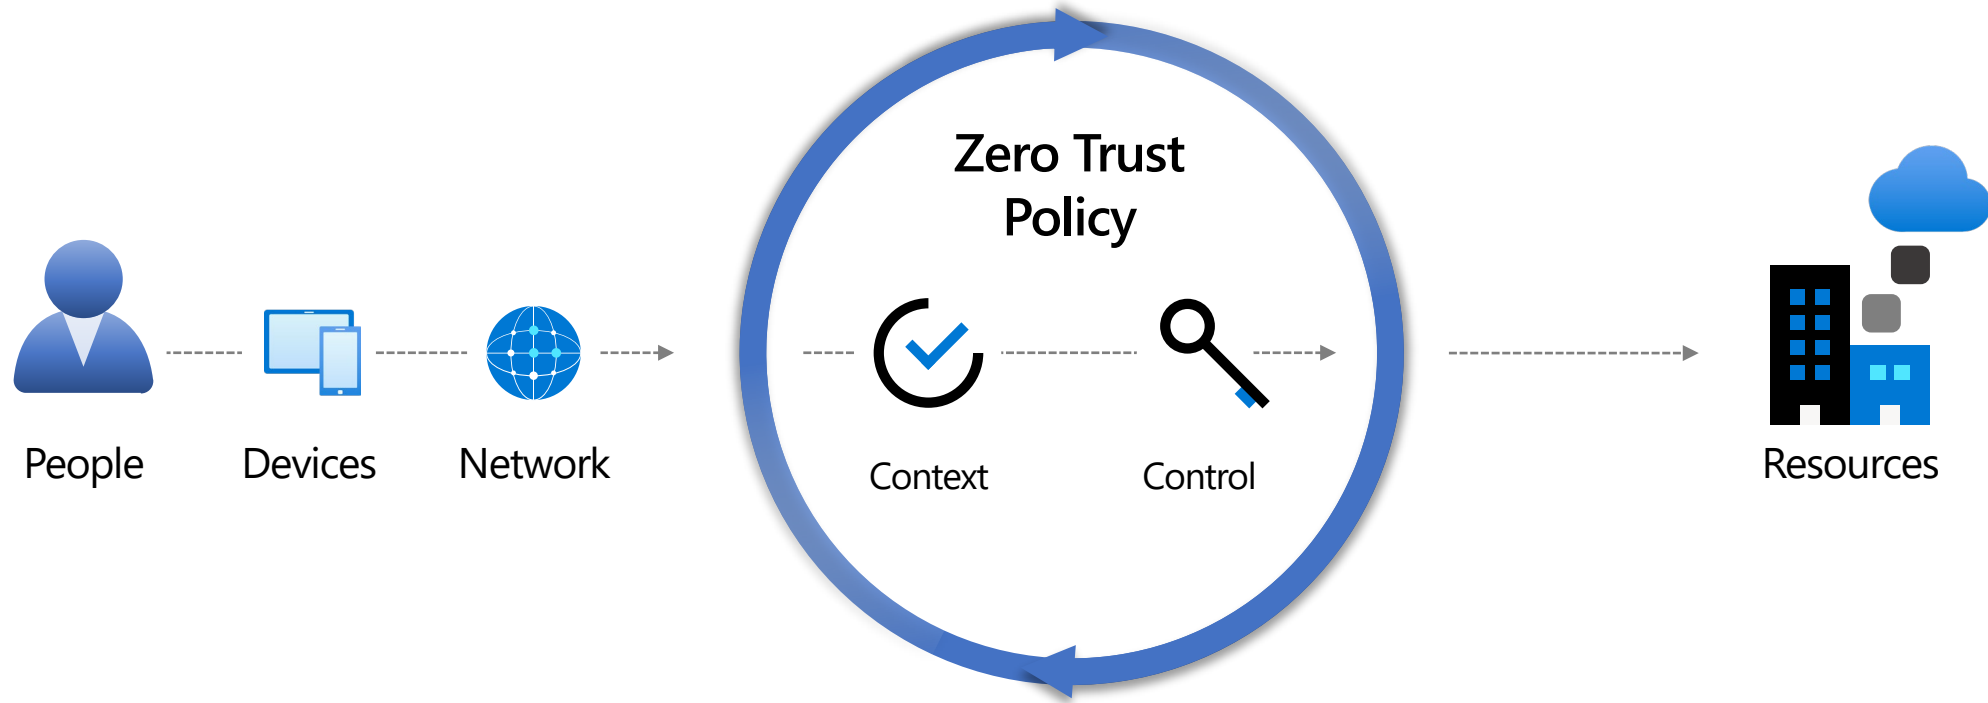 Zero Trust
Policy
People
Devices
Network
Context
Control
Resources